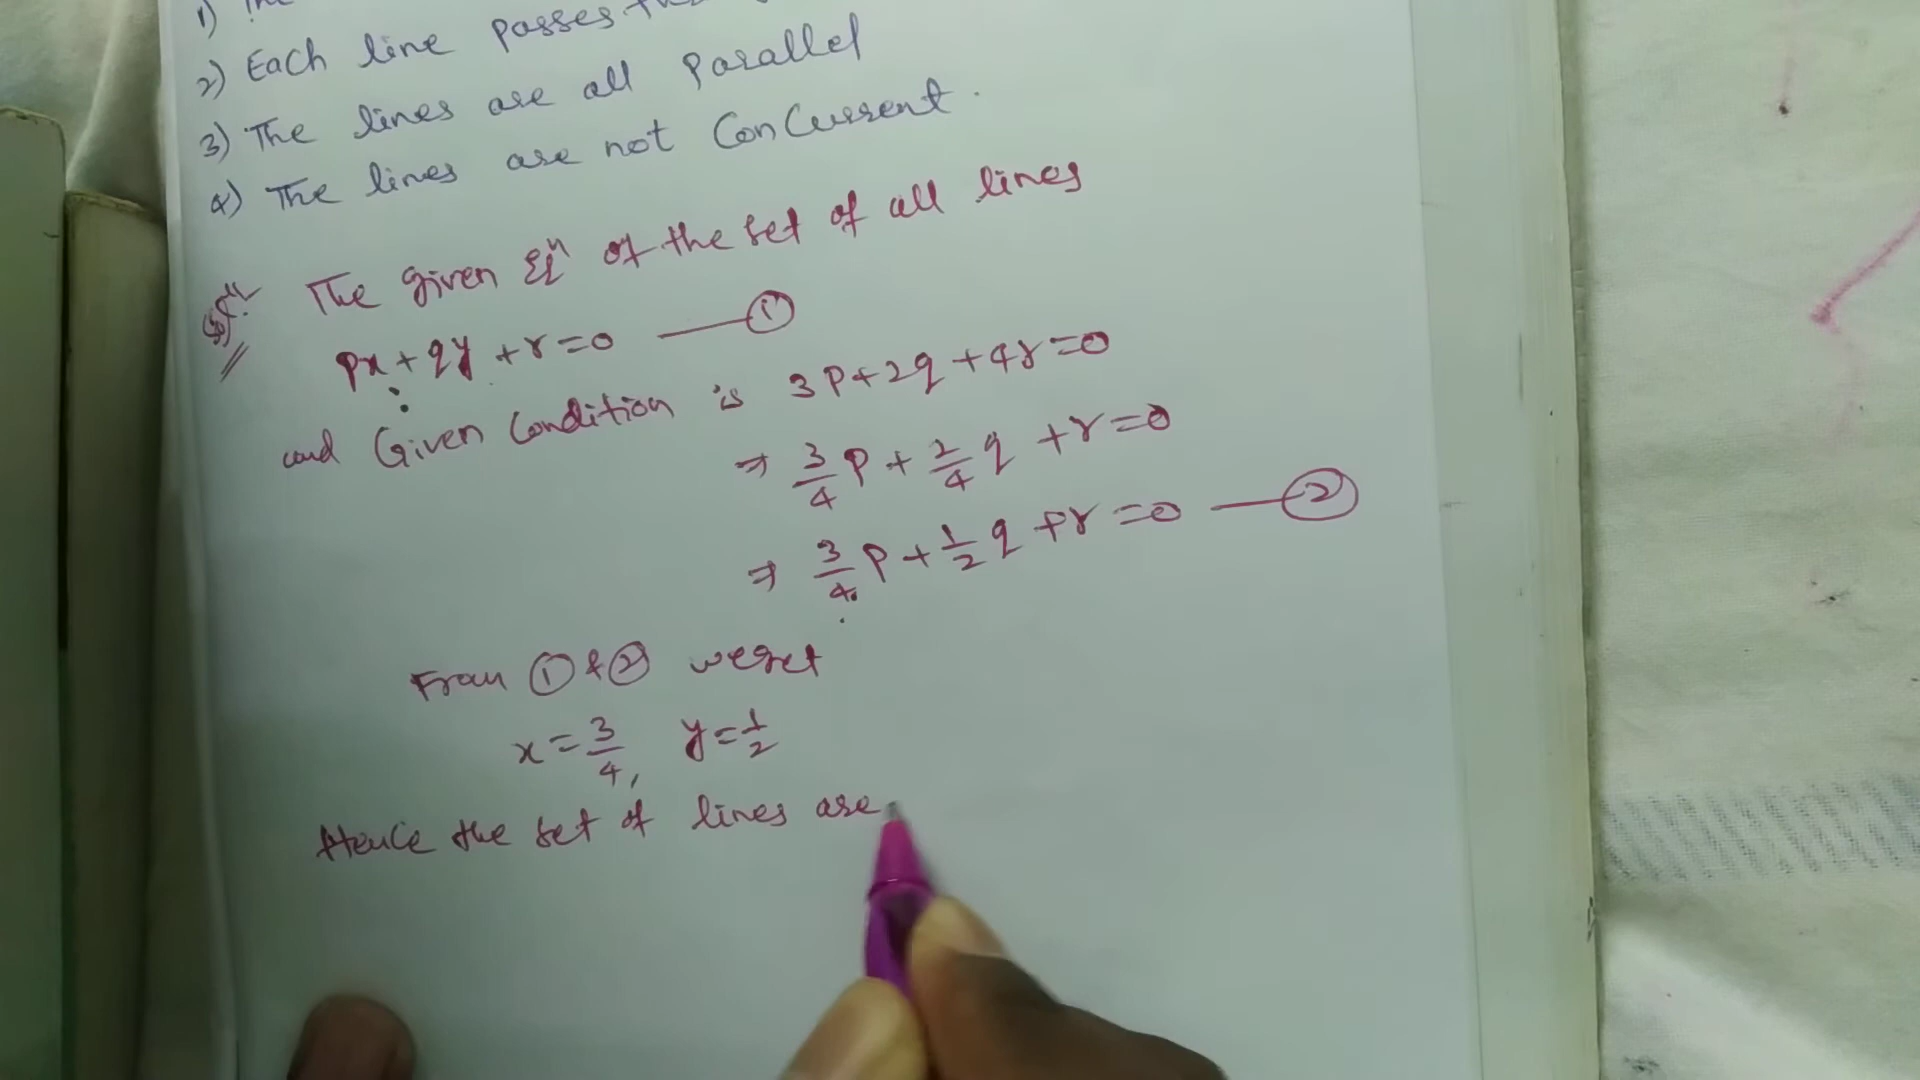 1) The
2) Each line passes
3) The lines are all parallel
4) The lines are not Concurrent.
Sol: The given Eqn of the set of all lines
px + qy + r = 0 —— ①
and Given Condition is 3p + 2q + 4r = 0
⇒ 3/4 p + 2/4 q + r = 0
⇒ 3/4 p + 1/2 q + r = 0 —— ②
From ① & ② we get
x = 3/4, y = 1/2
Hence the set of lines are